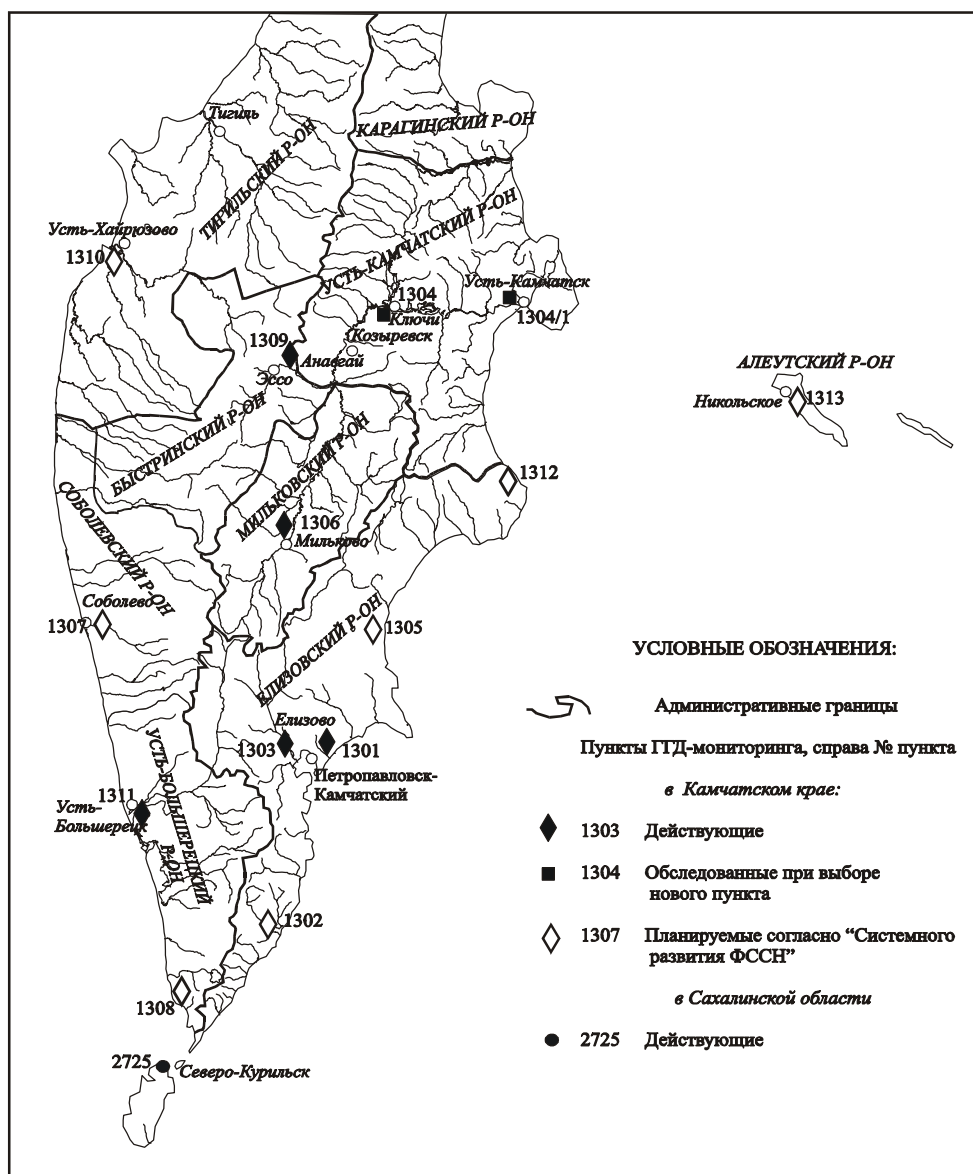 Тигиль
КАРАГИНСКИЙ Р-ОН
ТИГИЛЬСКИЙ Р-ОН
Усть-Хайрюзово
1310
УСТЬ-КАМЧАТСКИЙ Р-ОН
Усть-Камчатск
1304
1304/1
Ключи
Козыревск
1309
Анавгай
Эссо
АЛЕУТСКИЙ Р-ОН
Никольское
1313
БЫСТРИНСКИЙ Р-ОН
МИЛЬКОВСКИЙ Р-ОН
1312
СОБОЛЕВСКИЙ Р-ОН
1306
Мильково
Соболево
1307
ЕЛИЗОВСКИЙ Р-ОН
1305
Елизово
1303
1301
Петропавловск-
Камчатский
УСТЬ-БОЛЬШЕРЕЦКИЙ
Р-ОН
1311
Усть-
Большерецк
1302
1308
2725
Северо-Курильск
УСЛОВНЫЕ ОБОЗНАЧЕНИЯ:
Административные границы
Пункты ГТД-мониторинга, справа № пункта
в Камчатском крае:
1303 Действующие
1304 Обследованные при выборе
нового пункта
1307 Планируемые согласно “Системного
развития ФССН”
в Сахалинской области
2725 Действующие